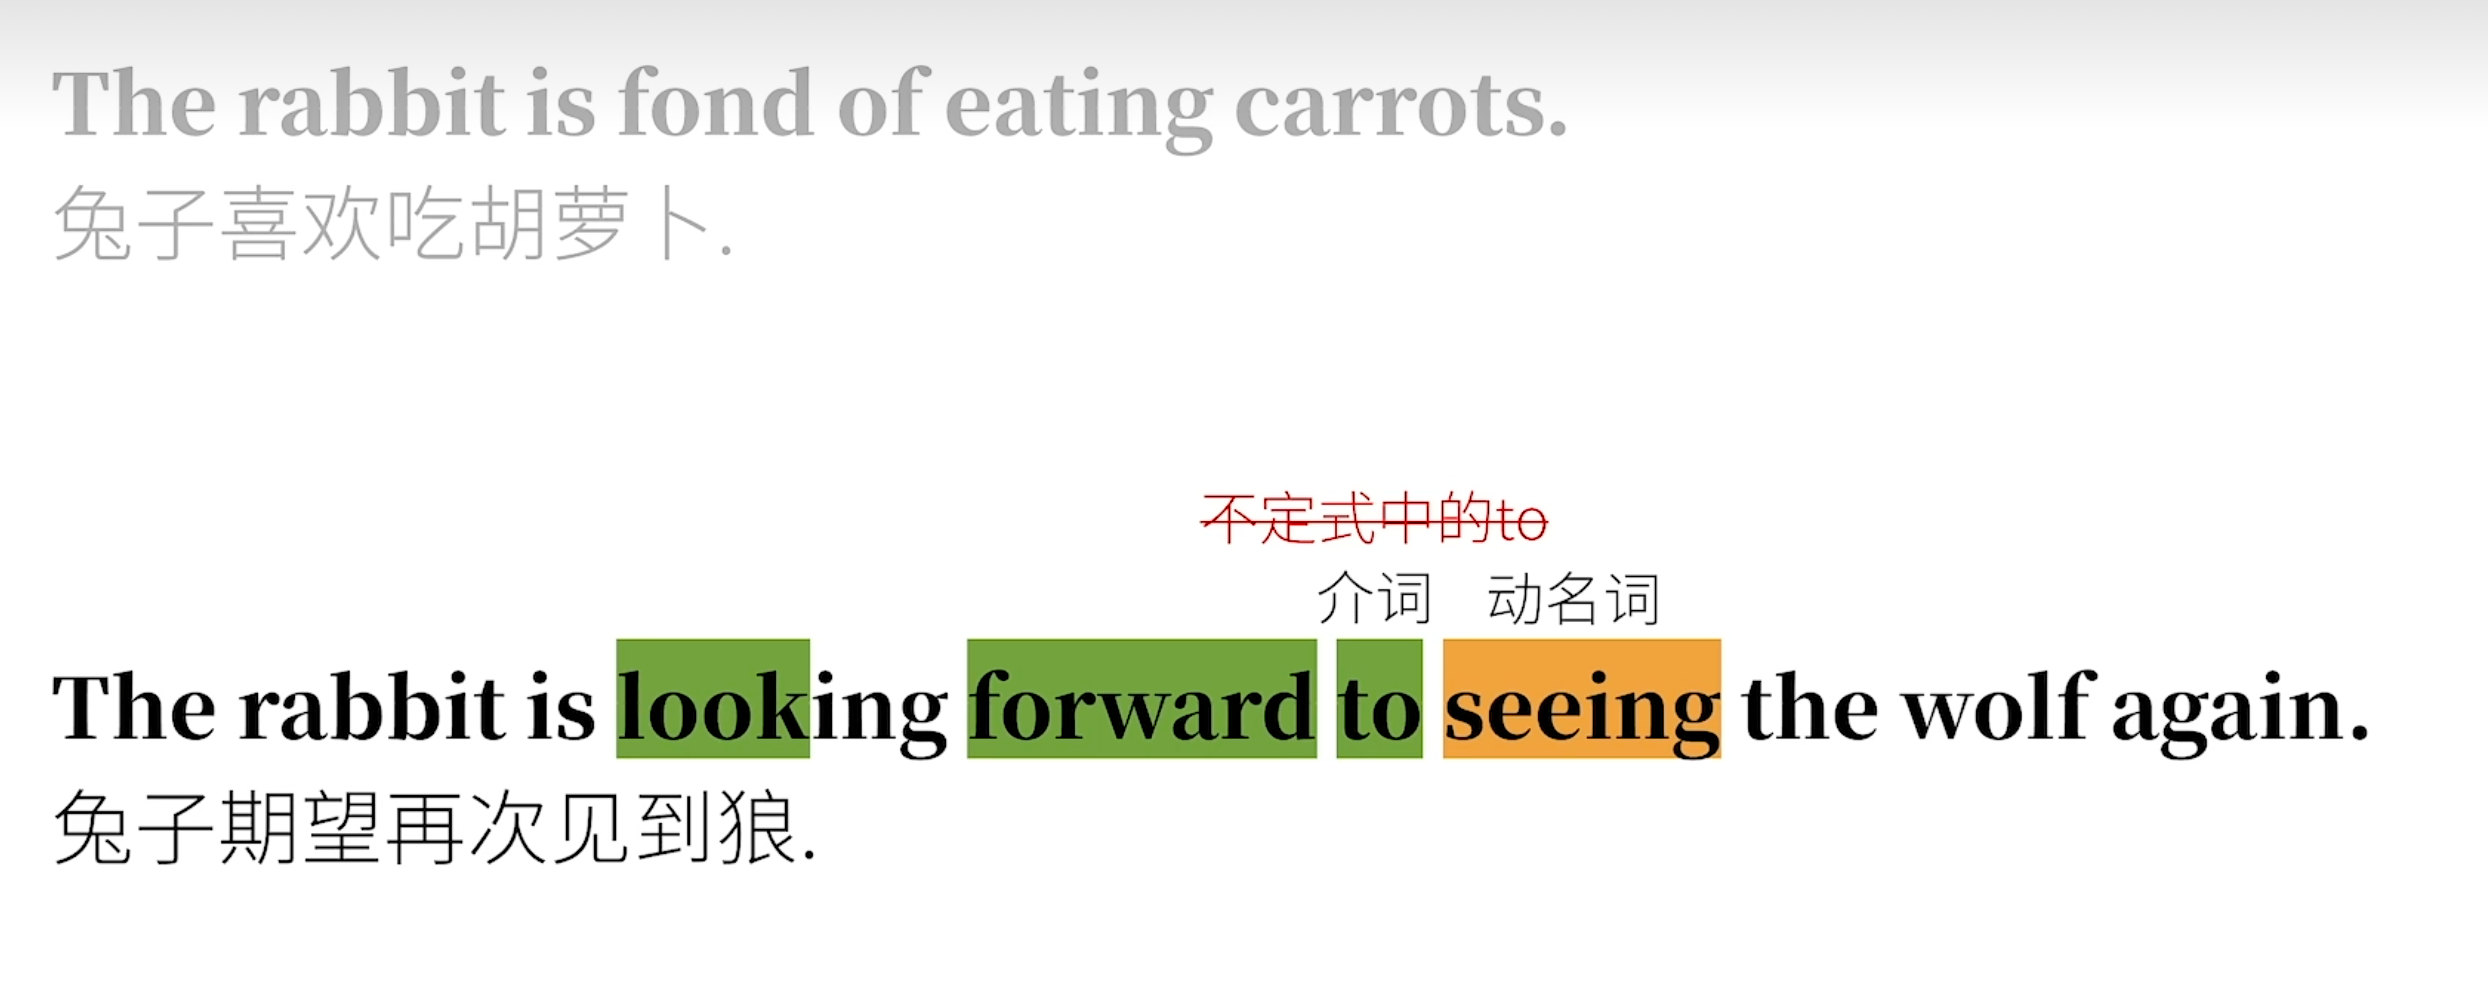 The rabbit is fond of eating carrots.
兔子喜欢吃胡萝卜.
不定式中的to
介词 动名词
The rabbit is looking forward to seeing the wolf again.
兔子期望再次见到狼.